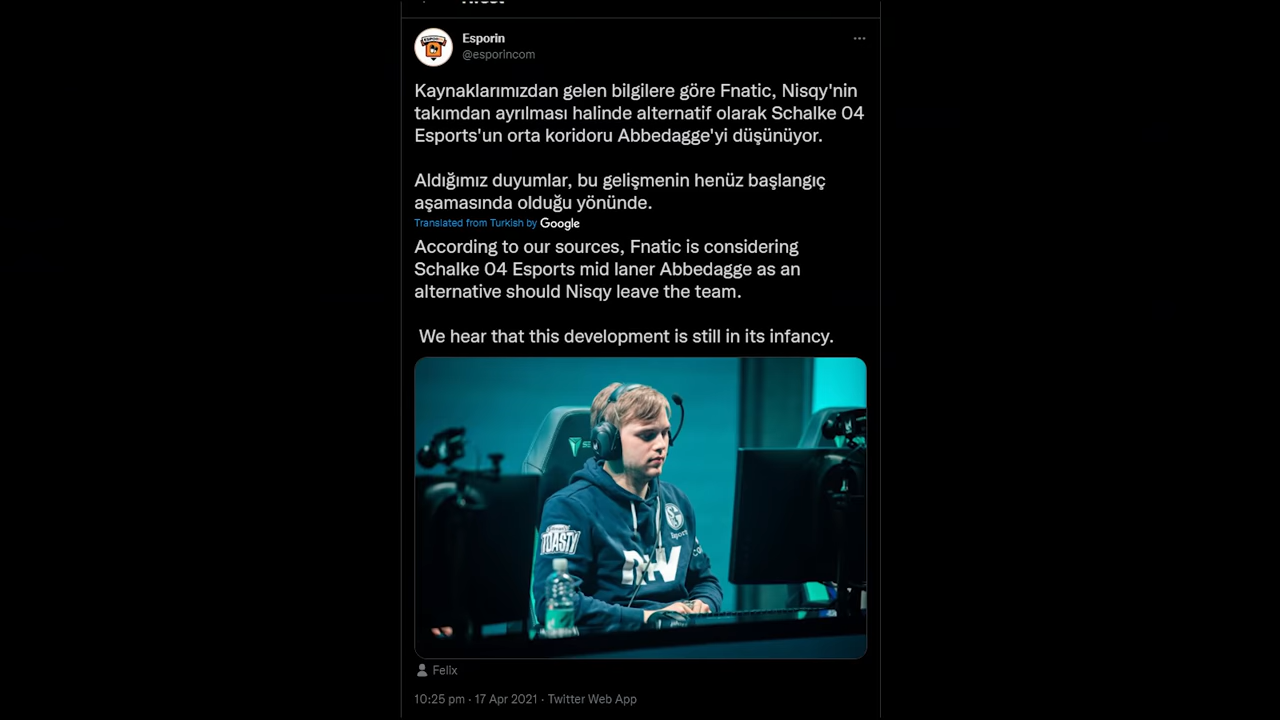 Esporin
@esporincom
Kaynaklarımızdan gelen bilgilere göre Fnatic, Nisqy'nin
takımdan ayrılması halinde alternatif olarak Schalke 04
Esports'un orta koridoru Abbedagge'yi düşünüyor.
Aldığımız duyumlar, bu gelişmenin henüz başlangıç
aşamasında olduğu yönünde.
Translated from Turkish by Google
According to our sources, Fnatic is considering
Schalke 04 Esports mid laner Abbedagge as an
alternative should Nisqy leave the team.
We hear that this development is still in its infancy.
TOASTY
Felix
10:25 pm · 17 Apr 2021 · Twitter Web App